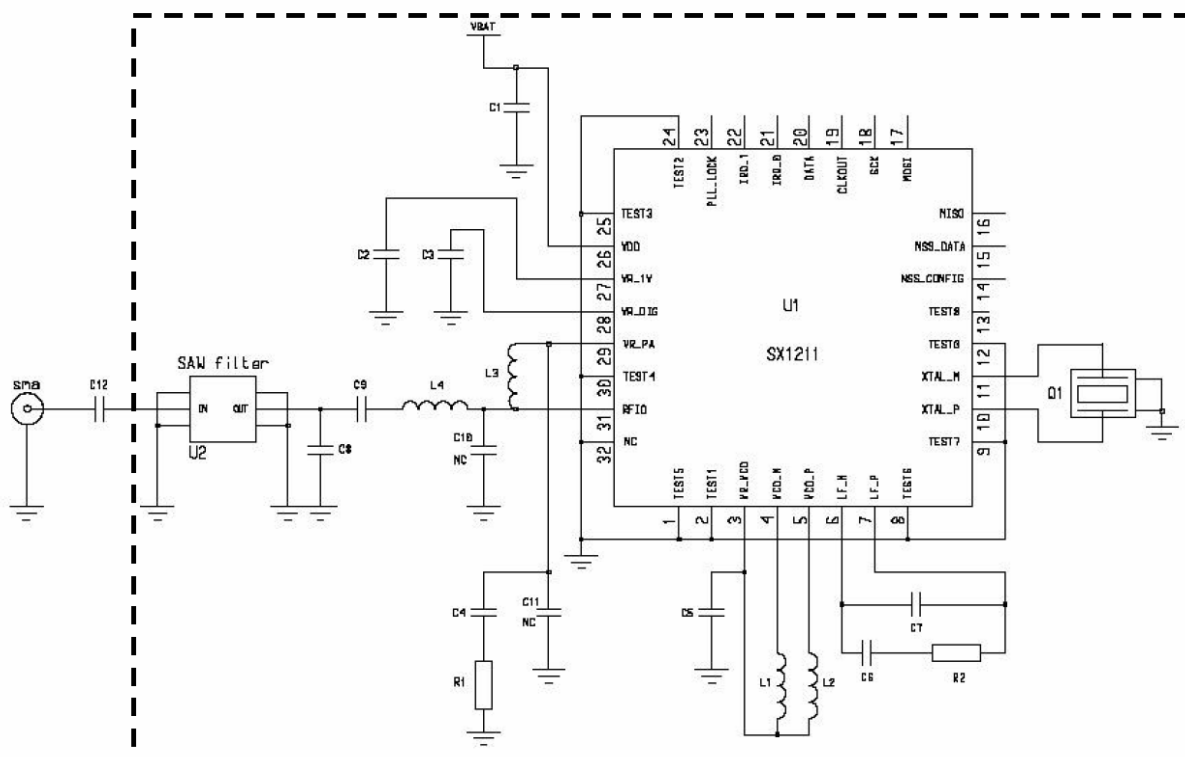 VBAT
C1
24
23
22
21
20
19
18
17
TEST2
PLL_LOCK
IRQ_1
IRQ_0
DATA
CLKOUT
SCK
MOSI
TEST3
25
VDD
26
VR_1V
27
VR_DIG
28
VR_PA
29
TEST4
30
RFIO
31
NC
32
MISO
16
NSS_DATA
15
NSS_CONFIG
14
TEST8
13
TEST0
12
XTAL_M
11
XTAL_P
10
TEST7
9
U1
SX1211
C2
C3
SAW filter
sma
C12
IN
OUT
U2
C9
L4
L3
C8
C10
NC
Q1
TEST5
TEST1
VR_VCO
VCO_M
VCO_P
LF_M
LF_P
TEST6
1
2
3
4
5
6
7
8
C4
C11
NC
R1
C5
L1
L2
C7
C6
R2